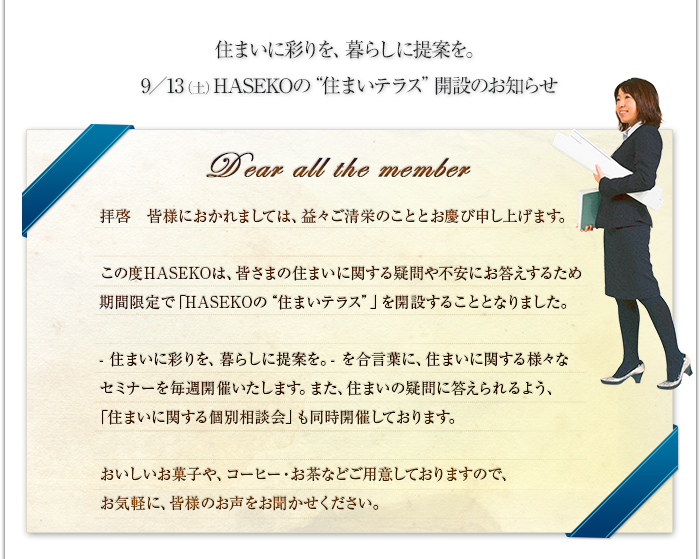 住まいに彩りを、暮らしに提案を。
9／13（土）HASEKOの“住まいテラス”開設のお知らせ
Dear all the member
拝啓　皆様におかれましては、益々ご清栄のこととお慶び申し上げます。
この度HASEKOは、皆さまの住まいに関する疑問や不安にお答えするため
期間限定で「HASEKOの“住まいテラス”」を開設することとなりました。
- 住まいに彩りを、暮らしに提案を。- を合言葉に、住まいに関する様々な
セミナーを毎週開催いたします。また、住まいの疑問に答えられるよう、
「住まいに関する個別相談会」も同時開催しております。
おいしいお菓子や、コーヒー・お茶などご用意しておりますので、
お気軽に、皆様のお声をお聞かせください。